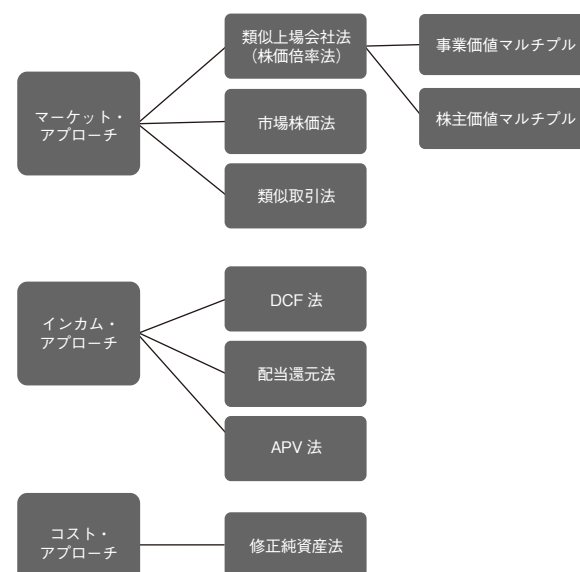 マーケット・
アプローチ
類似上場会社法
（株価倍率法）
事業価値マルチプル
株主価値マルチプル
市場株価法
類似取引法
インカム・
アプローチ
DCF 法
配当還元法
APV 法
コスト・
アプローチ
修正純資産法